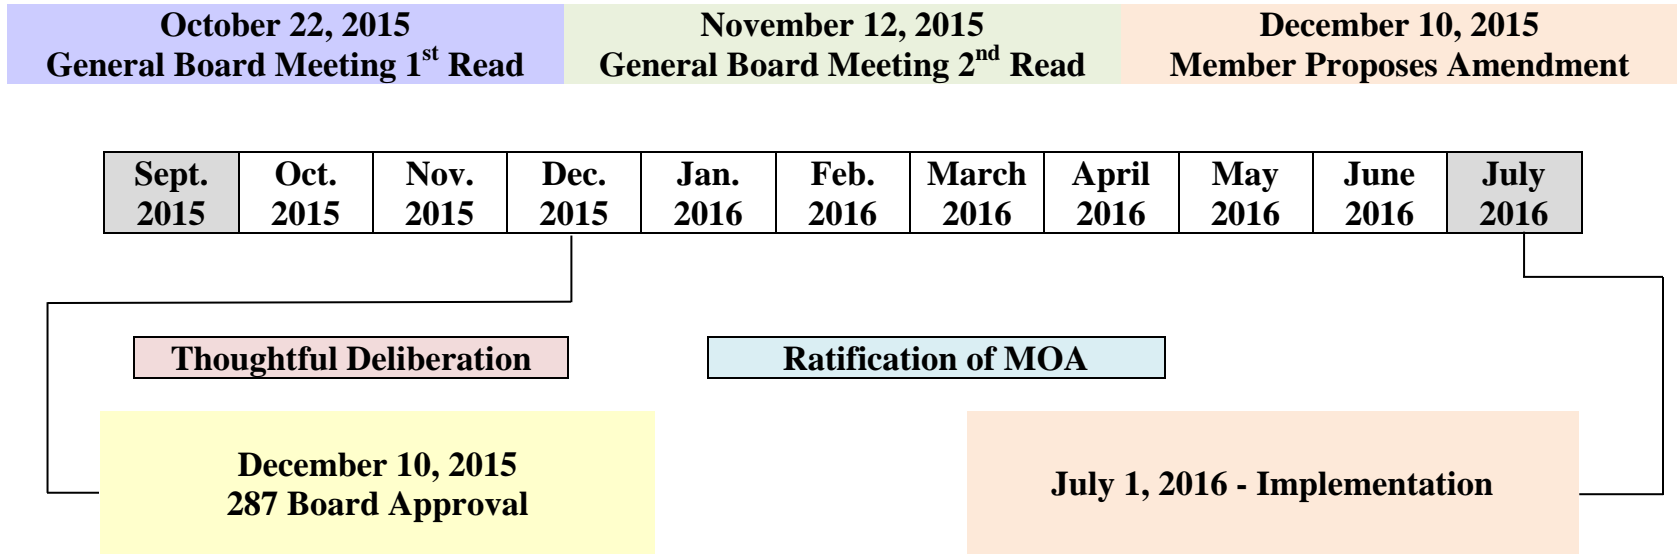 October 22, 2015
General Board Meeting 1st Read
November 12, 2015
General Board Meeting 2nd Read
December 10, 2015
Member Proposes Amendment
Sept. 2015
Oct. 2015
Nov. 2015
Dec. 2015
Jan. 2016
Feb. 2016
March 2016
April 2016
May 2016
June 2016
July 2016
Thoughtful Deliberation
Ratification of MOA
December 10, 2015
287 Board Approval
July 1, 2016 - Implementation